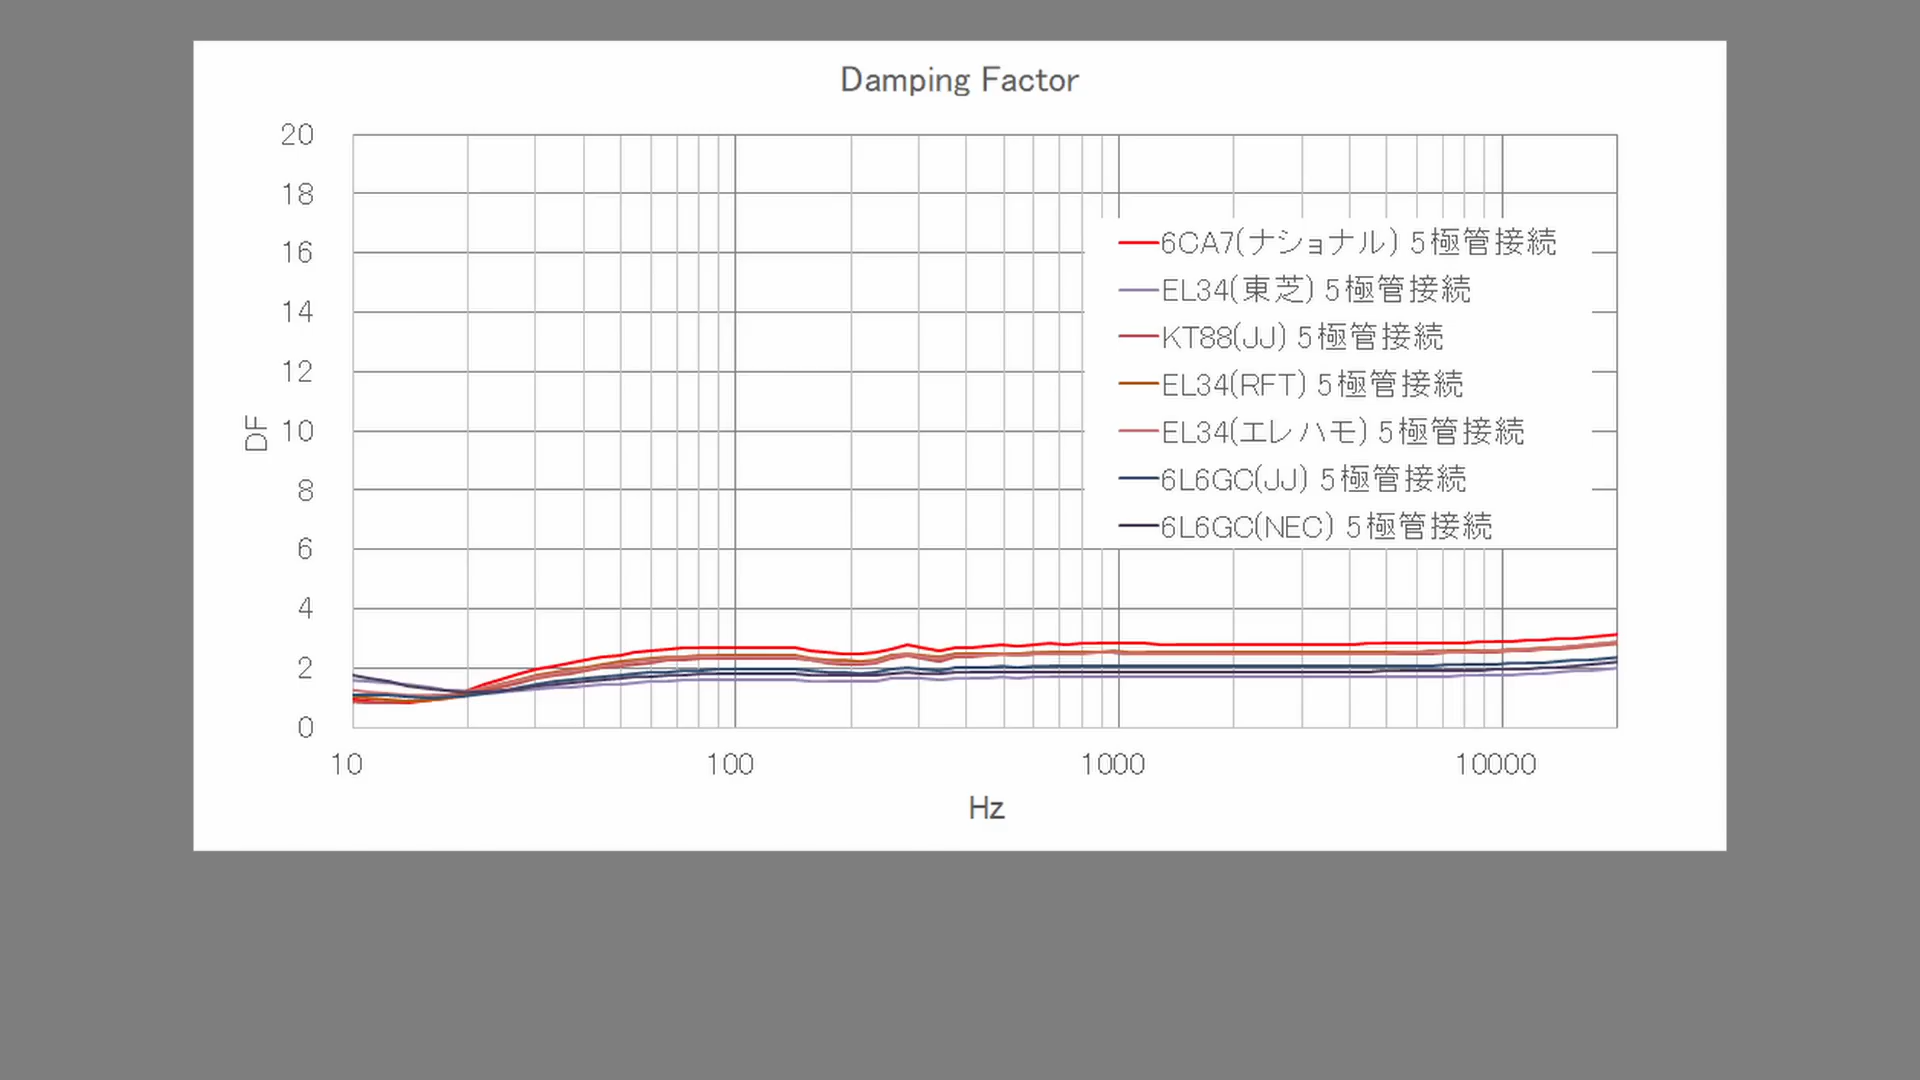 Damping Factor
20
18
16
14
12
10
8
6
4
2
0
DF
10
100
1000
10000
Hz
6CA7(ナショナル) 5極管接続
EL34(東芝) 5極管接続
KT88(JJ) 5極管接続
EL34(RFT) 5極管接続
EL34(エレハモ) 5極管接続
6L6GC(JJ) 5極管接続
6L6GC(NEC) 5極管接続